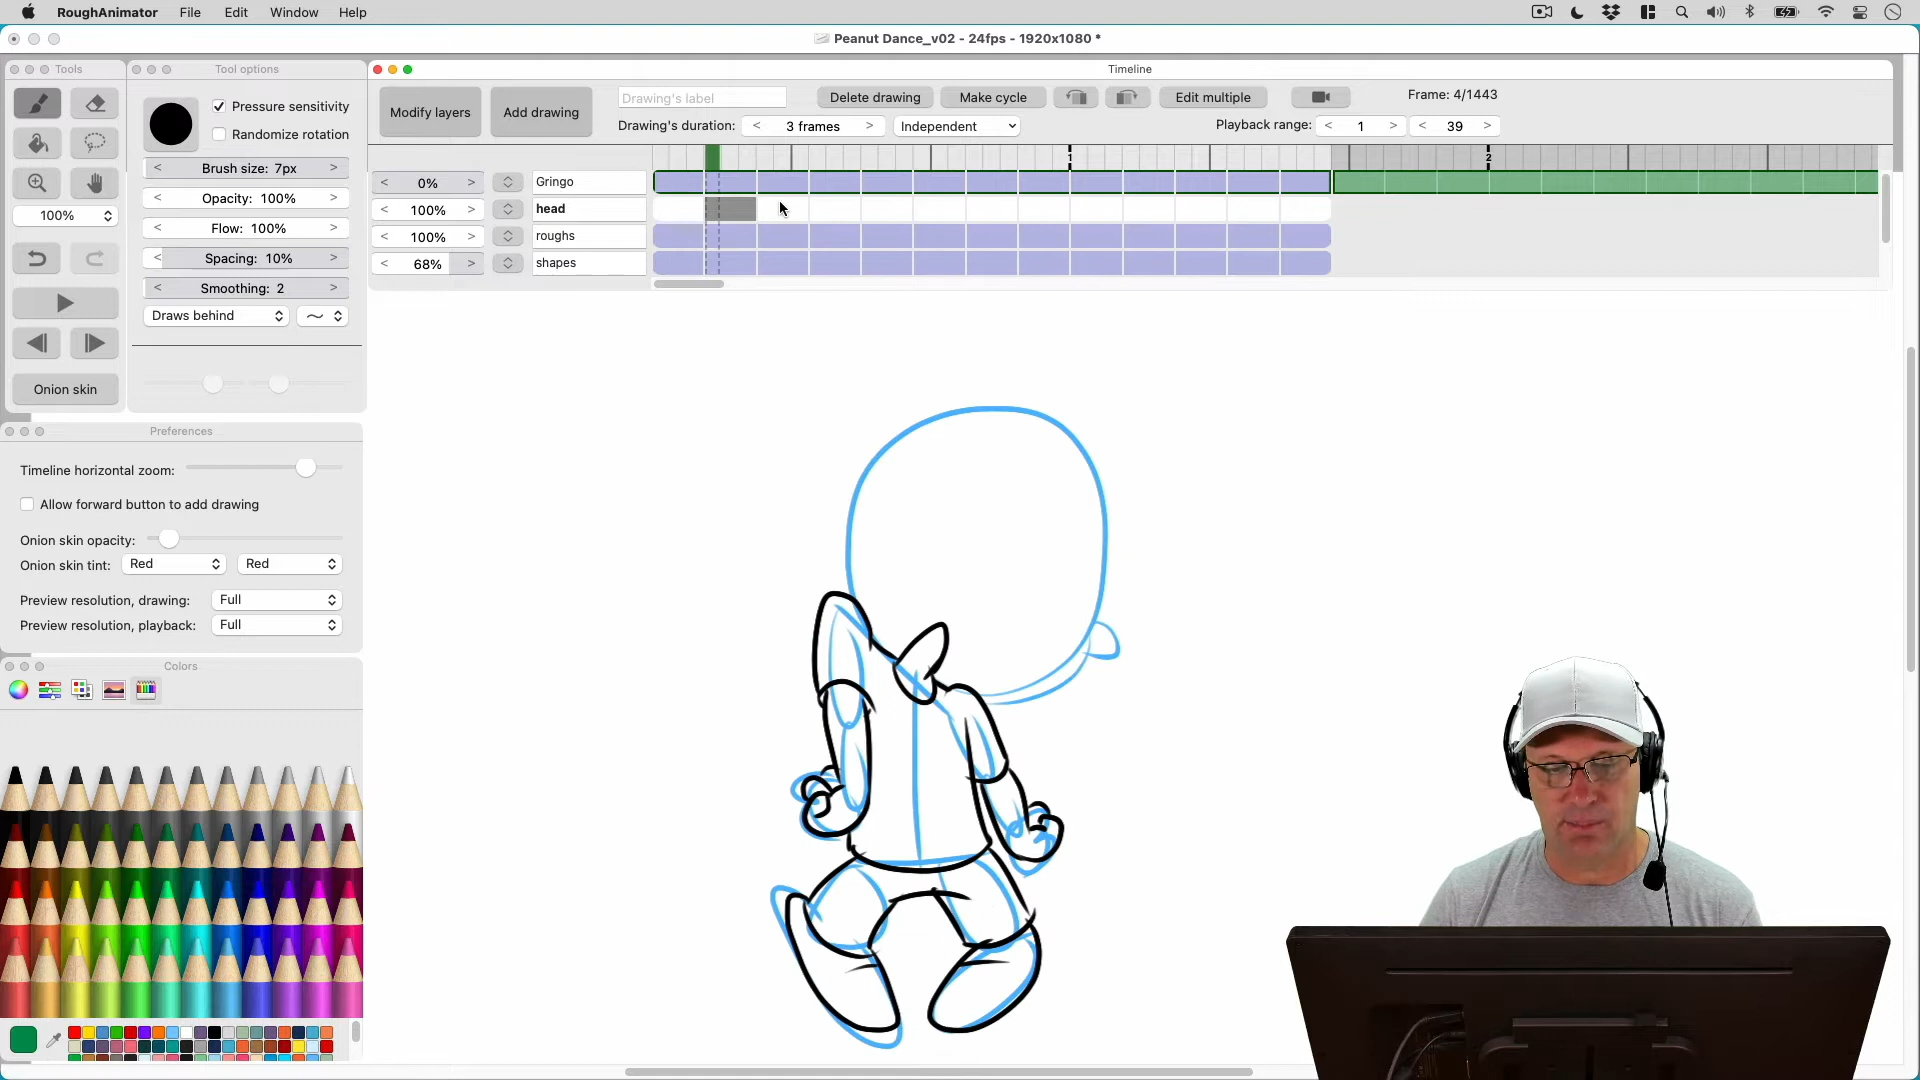 RoughAnimator File Edit Window Help
Peanut Dance_v02 - 24fps - 1920x1080 *
Tools
Tool options
Timeline
Pressure sensitivity
Randomize rotation
Brush size: 7px
Opacity: 100%
Flow: 100%
Spacing: 10%
Smoothing: 2
Draws behind
100%
Onion skin
Modify layers
Add drawing
Drawing's label
Delete drawing
Make cycle
Edit multiple
Frame: 4/1443
Drawing's duration:
3 frames
Independent
Playback range:
1
39
1
2
0%
Gringo
100%
head
100%
roughs
68%
shapes
Preferences
Timeline horizontal zoom:
Allow forward button to add drawing
Onion skin opacity:
Onion skin tint:
Red
Red
Preview resolution, drawing:
Full
Preview resolution, playback:
Full
Colors